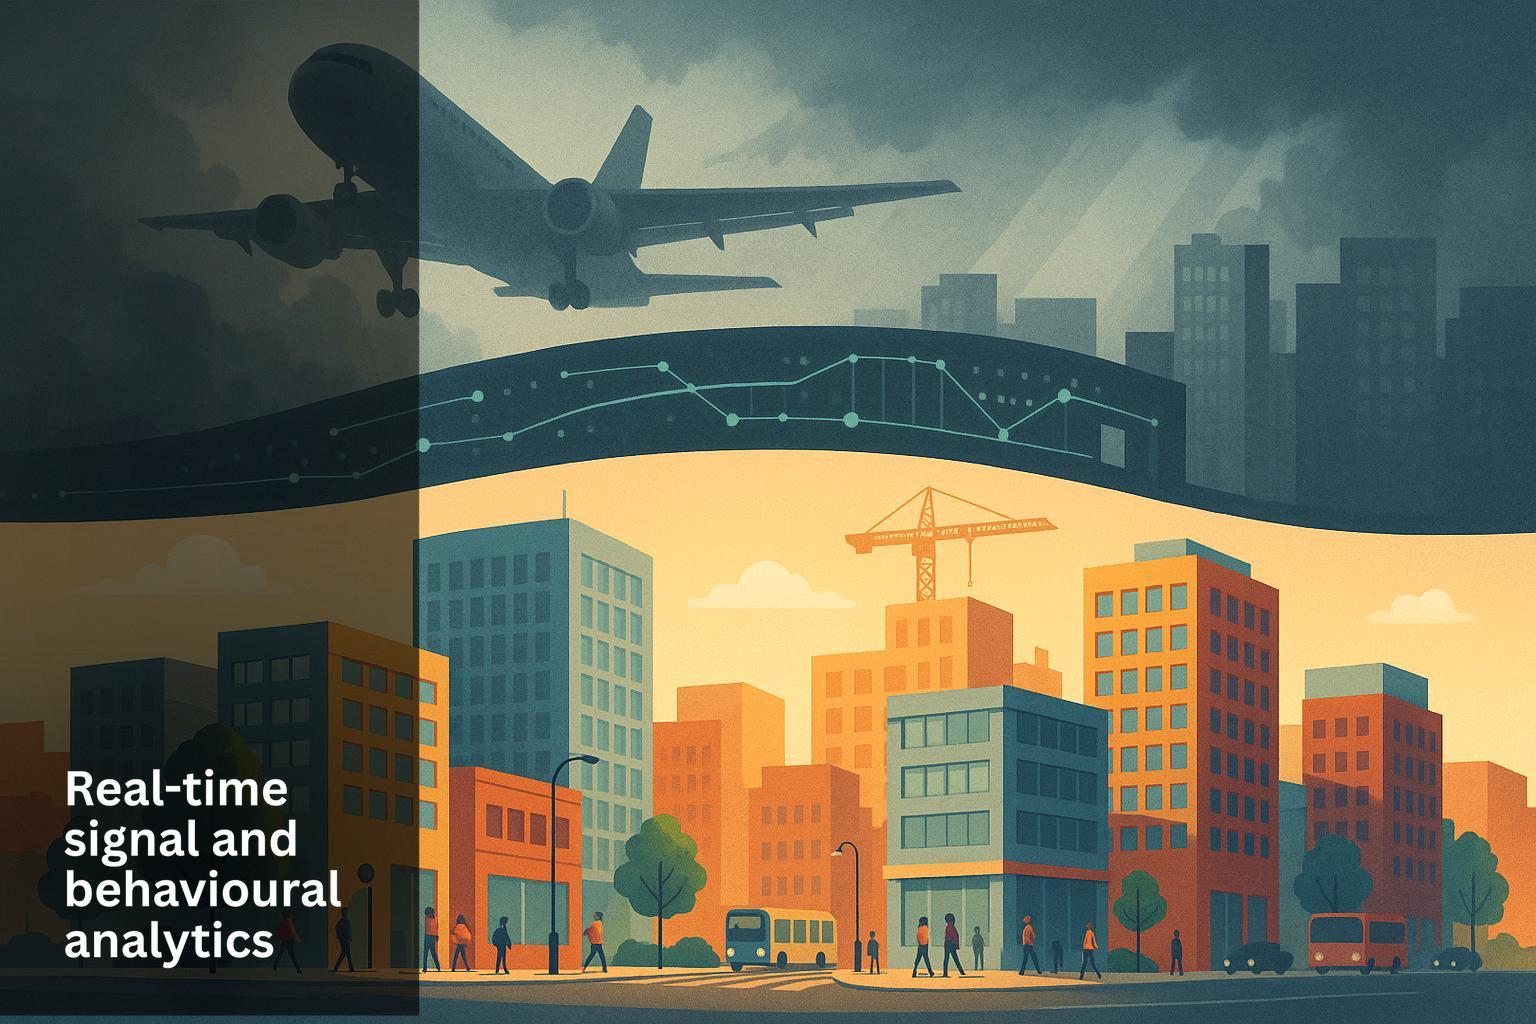 Real-time
signal and
behavioural
analytics